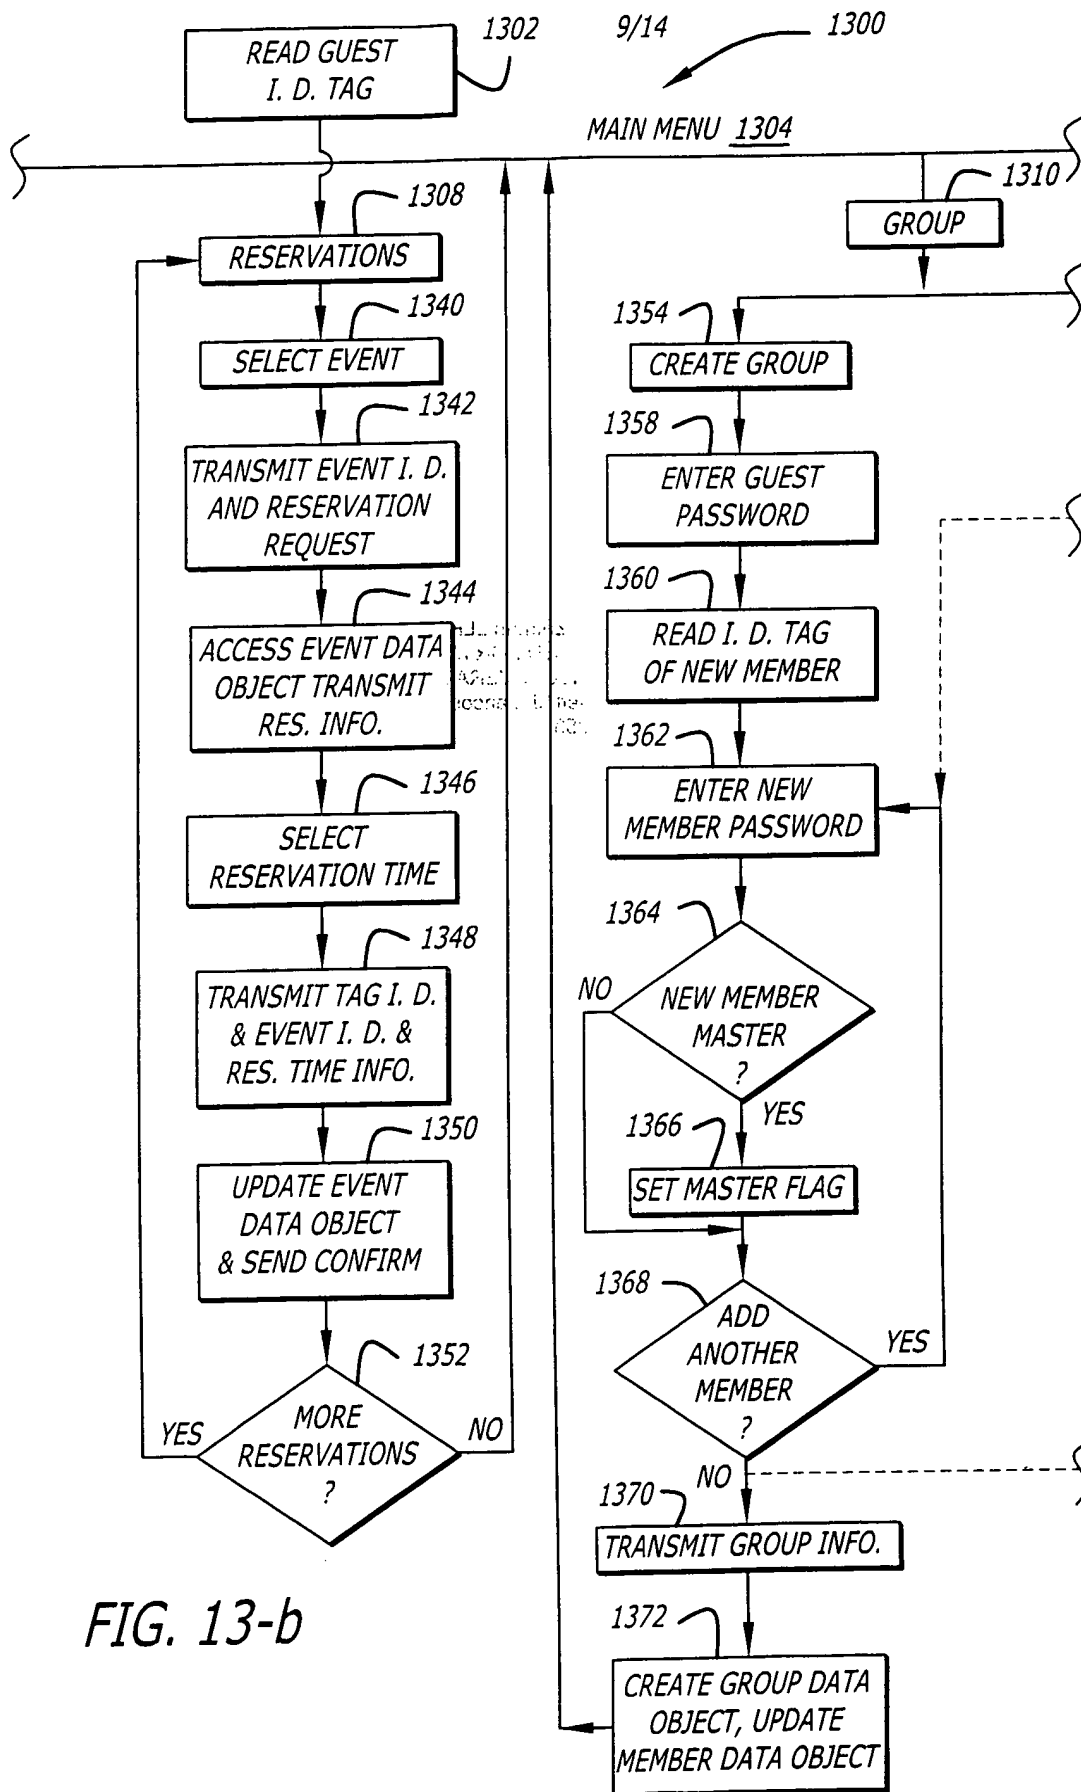 9/14
1300
READ GUEST
I. D. TAG
1302
MAIN MENU 1304
1308
RESERVATIONS
1340
SELECT EVENT
1342
TRANSMIT EVENT I. D.
AND RESERVATION
REQUEST
1344
ACCESS EVENT DATA
OBJECT TRANSMIT
RES. INFO.
1346
SELECT
RESERVATION TIME
1348
TRANSMIT TAG I. D.
& EVENT I. D. &
RES. TIME INFO.
1350
UPDATE EVENT
DATA OBJECT
& SEND CONFIRM
1352
MORE
RESERVATIONS
?
YES
NO
1310
GROUP
1354
CREATE GROUP
1358
ENTER GUEST
PASSWORD
1360
READ I. D. TAG
OF NEW MEMBER
1362
ENTER NEW
MEMBER PASSWORD
1364
NEW MEMBER
MASTER
?
NO
YES
1366
SET MASTER FLAG
1368
ADD
ANOTHER
MEMBER
?
YES
NO
1370
TRANSMIT GROUP INFO.
1372
CREATE GROUP DATA
OBJECT, UPDATE
MEMBER DATA OBJECT
FIG. 13-b